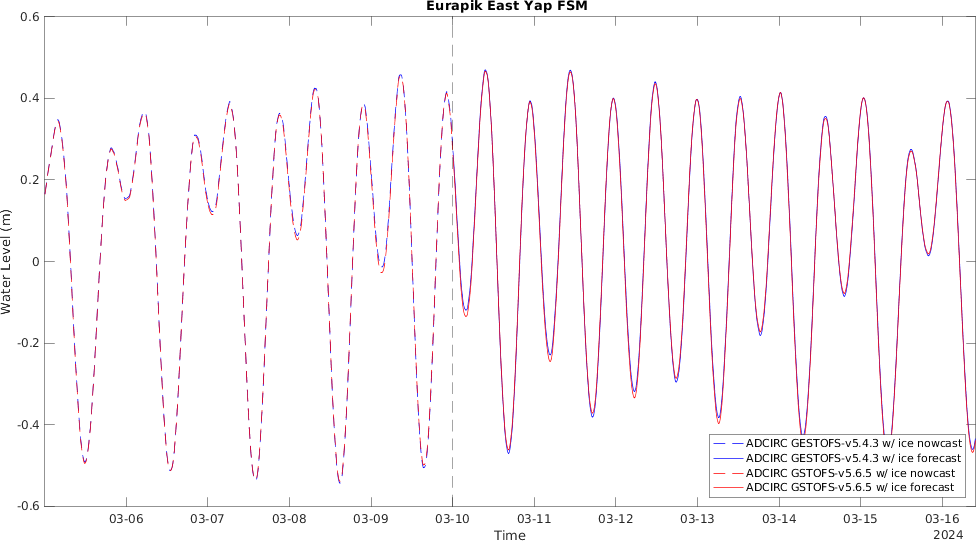 Eurapik East Yap FSM
0.6
0.4
0.2
0
-0.2
-0.4
-0.6
Water Level (m)
ADCIRC GESTOFS-v5.4.3 w/ ice nowcast
ADCIRC GESTOFS-v5.4.3 w/ ice forecast
ADCIRC GSTOFS-v5.6.5 w/ ice nowcast
ADCIRC GSTOFS-v5.6.5 w/ ice forecast
03-06 03-07 03-08 03-09 03-10 03-11 03-12 03-13 03-14 03-15 03-16
Time
2024